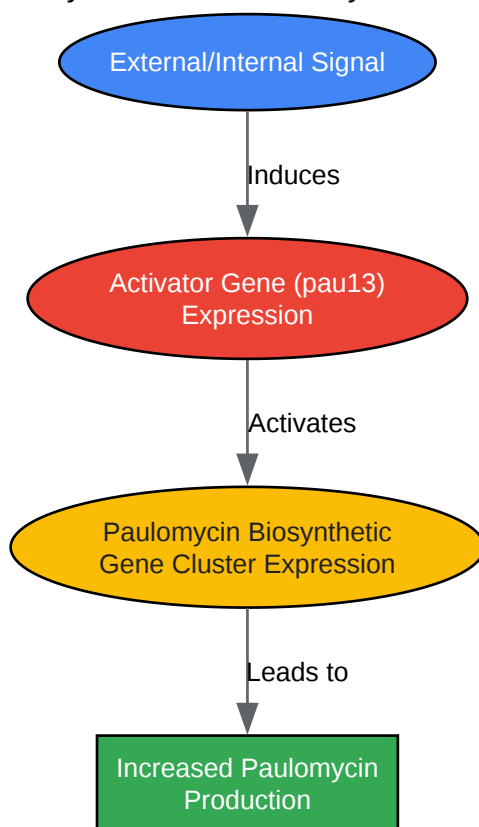 External/Internal Signal
Induces
Activator Gene (pau13)
Expression
Activates
Paulomycin Biosynthetic
Gene Cluster Expression
Leads to
Increased Paulomycin
Production